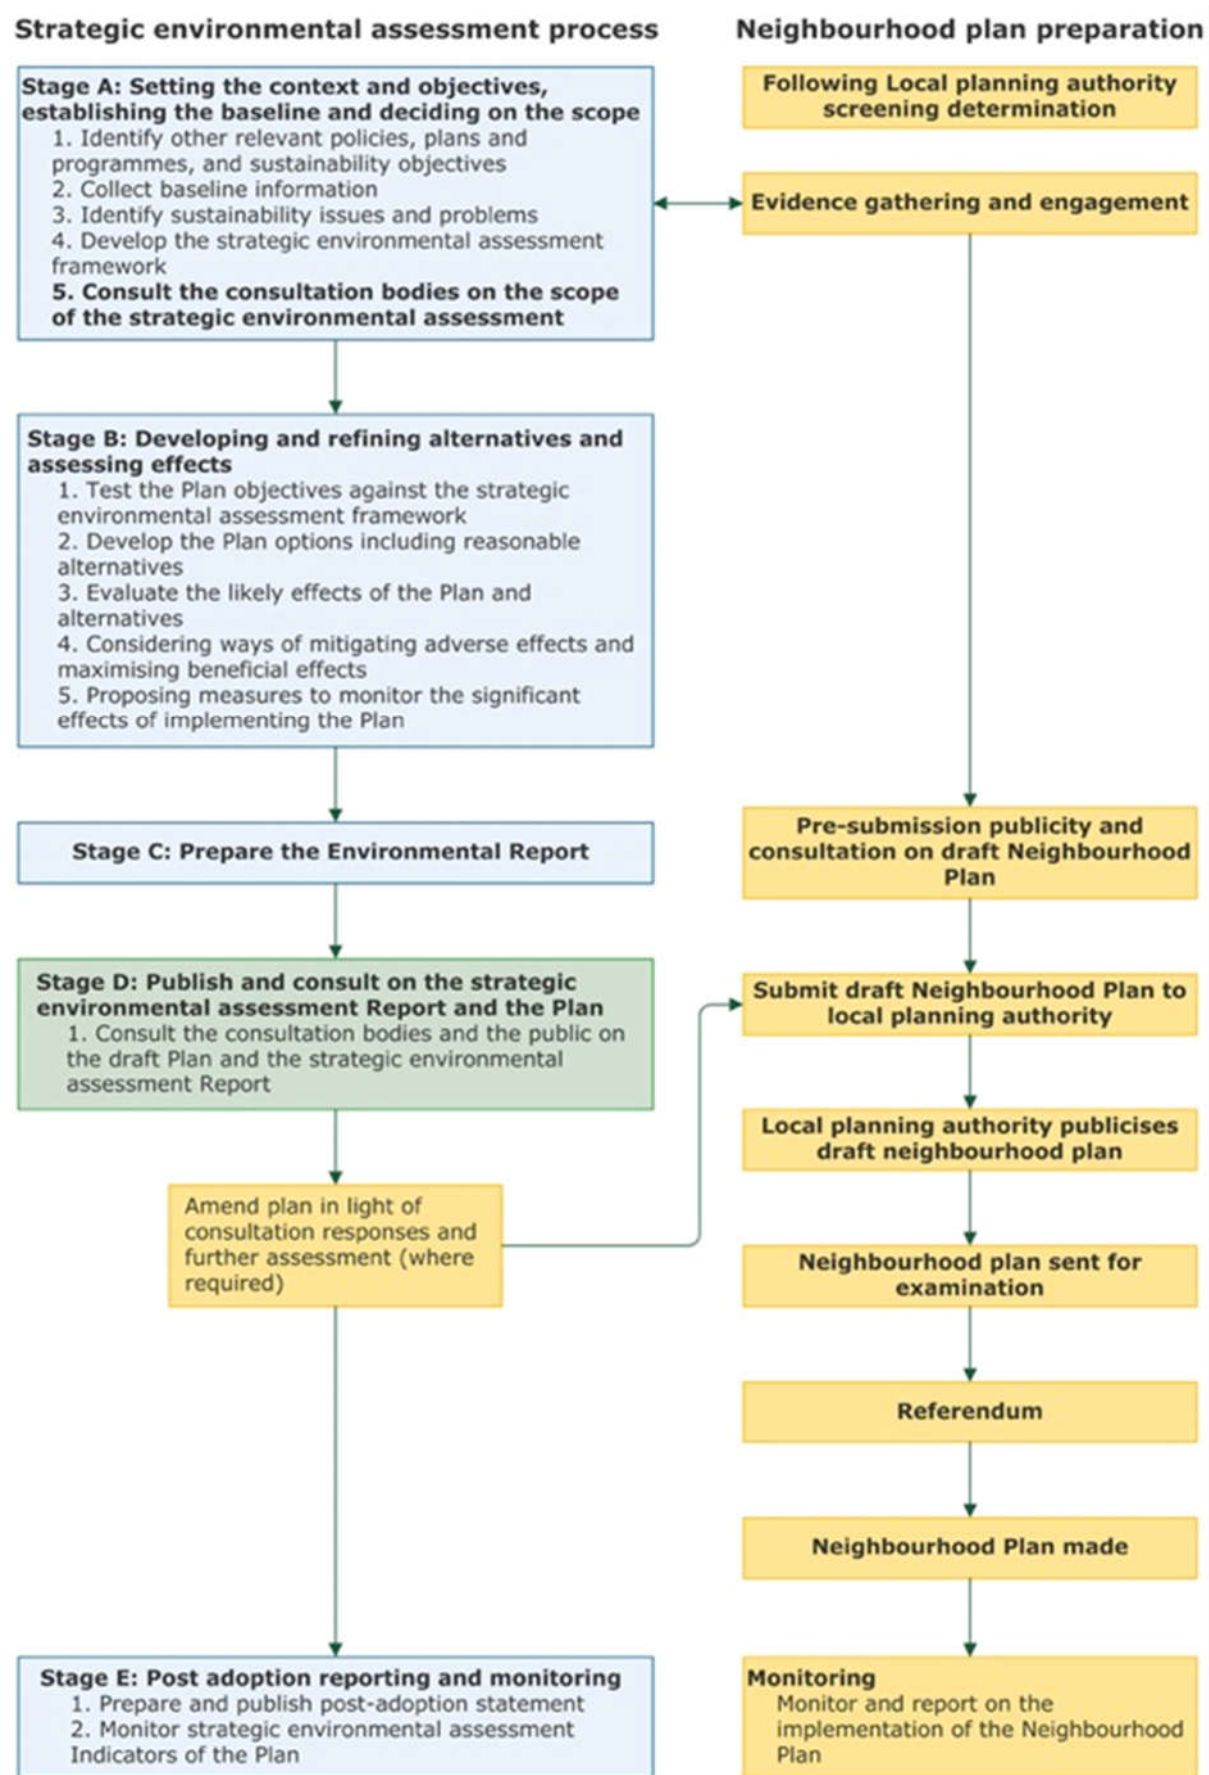 Strategic environmental assessment process
Stage A: Setting the context and objectives,
establishing the baseline and deciding on the scope
1. Identify other relevant policies, plans and
programmes, and sustainability objectives
2. Collect baseline information
3. Identify sustainability issues and problems
4. Develop the strategic environmental assessment
framework
5. Consult the consultation bodies on the scope
of the strategic environmental assessment
Stage B: Developing and refining alternatives and
assessing effects
1. Test the Plan objectives against the strategic
environmental assessment framework
2. Develop the Plan options including reasonable
alternatives
3. Evaluate the likely effects of the Plan and
alternatives
4. Considering ways of mitigating adverse effects and
maximising beneficial effects
5. Proposing measures to monitor the significant
effects of implementing the Plan
Stage C: Prepare the Environmental Report
Stage D: Publish and consult on the strategic
environmental assessment Report and the Plan
1. Consult the consultation bodies and the public on
the draft Plan and the strategic environmental
assessment Report
Amend plan in light of
consultation responses and
further assessment (where
required)
Stage E: Post adoption reporting and monitoring
1. Prepare and publish post-adoption statement
2. Monitor strategic environmental assessment
Indicators of the Plan
Neighbourhood plan preparation
Following Local planning authority
screening determination
Evidence gathering and engagement
Pre-submission publicity and
consultation on draft Neighbourhood
Plan
Submit draft Neighbourhood Plan to
local planning authority
Local planning authority publicises
draft neighbourhood plan
Neighbourhood plan sent for
examination
Referendum
Neighbourhood Plan made
Monitoring
Monitor and report on the
implementation of the Neighbourhood
Plan